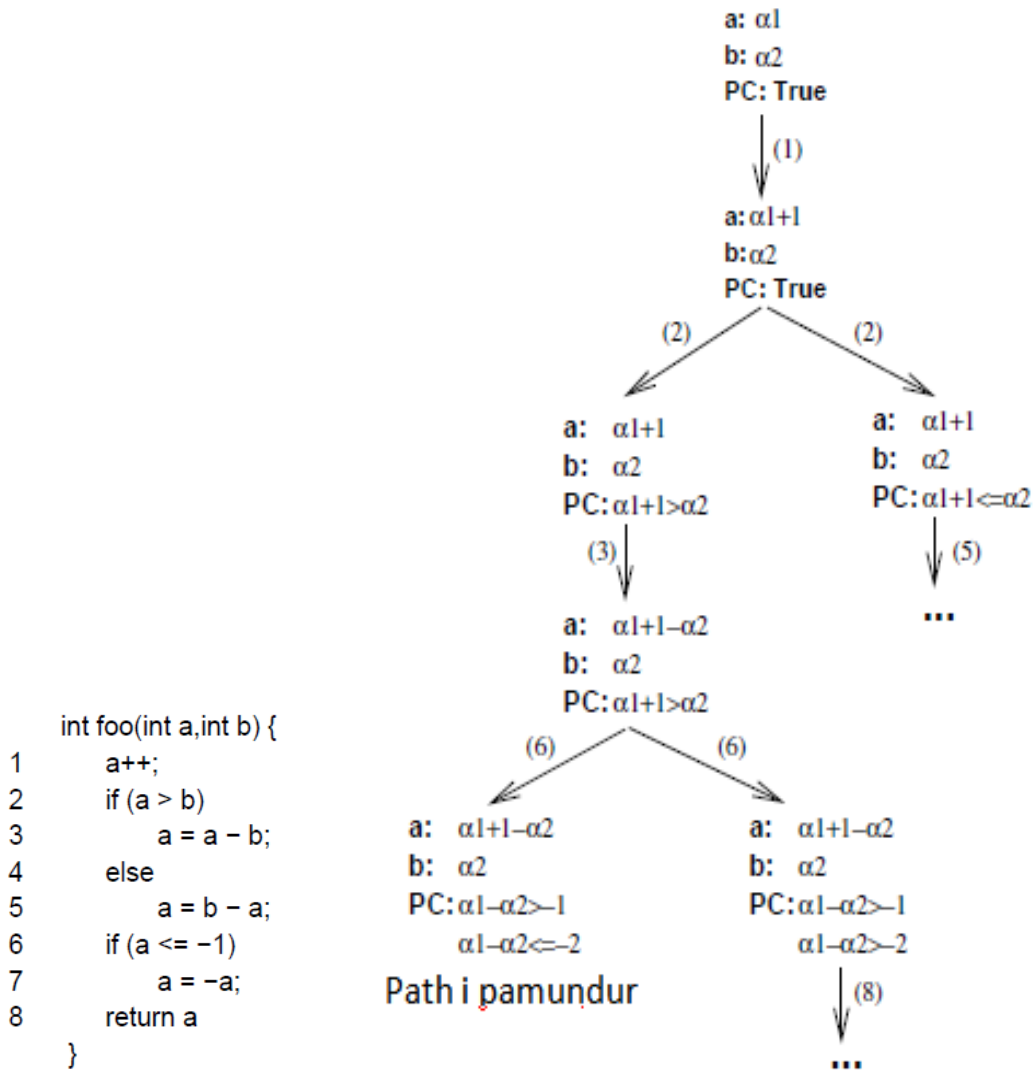 a: α1
b: α2
PC: True
(1)
a: α1+1
b: α2
PC: True
(2)
(2)
a: α1+1
b: α2
PC: α1+1>α2
a: α1+1
b: α2
PC: α1+1<=α2
(3)
(5)
...
a: α1+1–α2
b: α2
PC: α1+1>α2
(6)
(6)
a: α1+1–α2
b: α2
PC: α1–α2>–1
α1–α2<=–2
Path i pamundur
a: α1+1–α2
b: α2
PC: α1–α2>–1
α1–α2>–2
(8)
...
int foo(int a,int b) {
1 a++;
2 if (a > b)
3 a = a − b;
4 else
5 a = b − a;
6 if (a <= −1)
7 a = −a;
8 return a
}